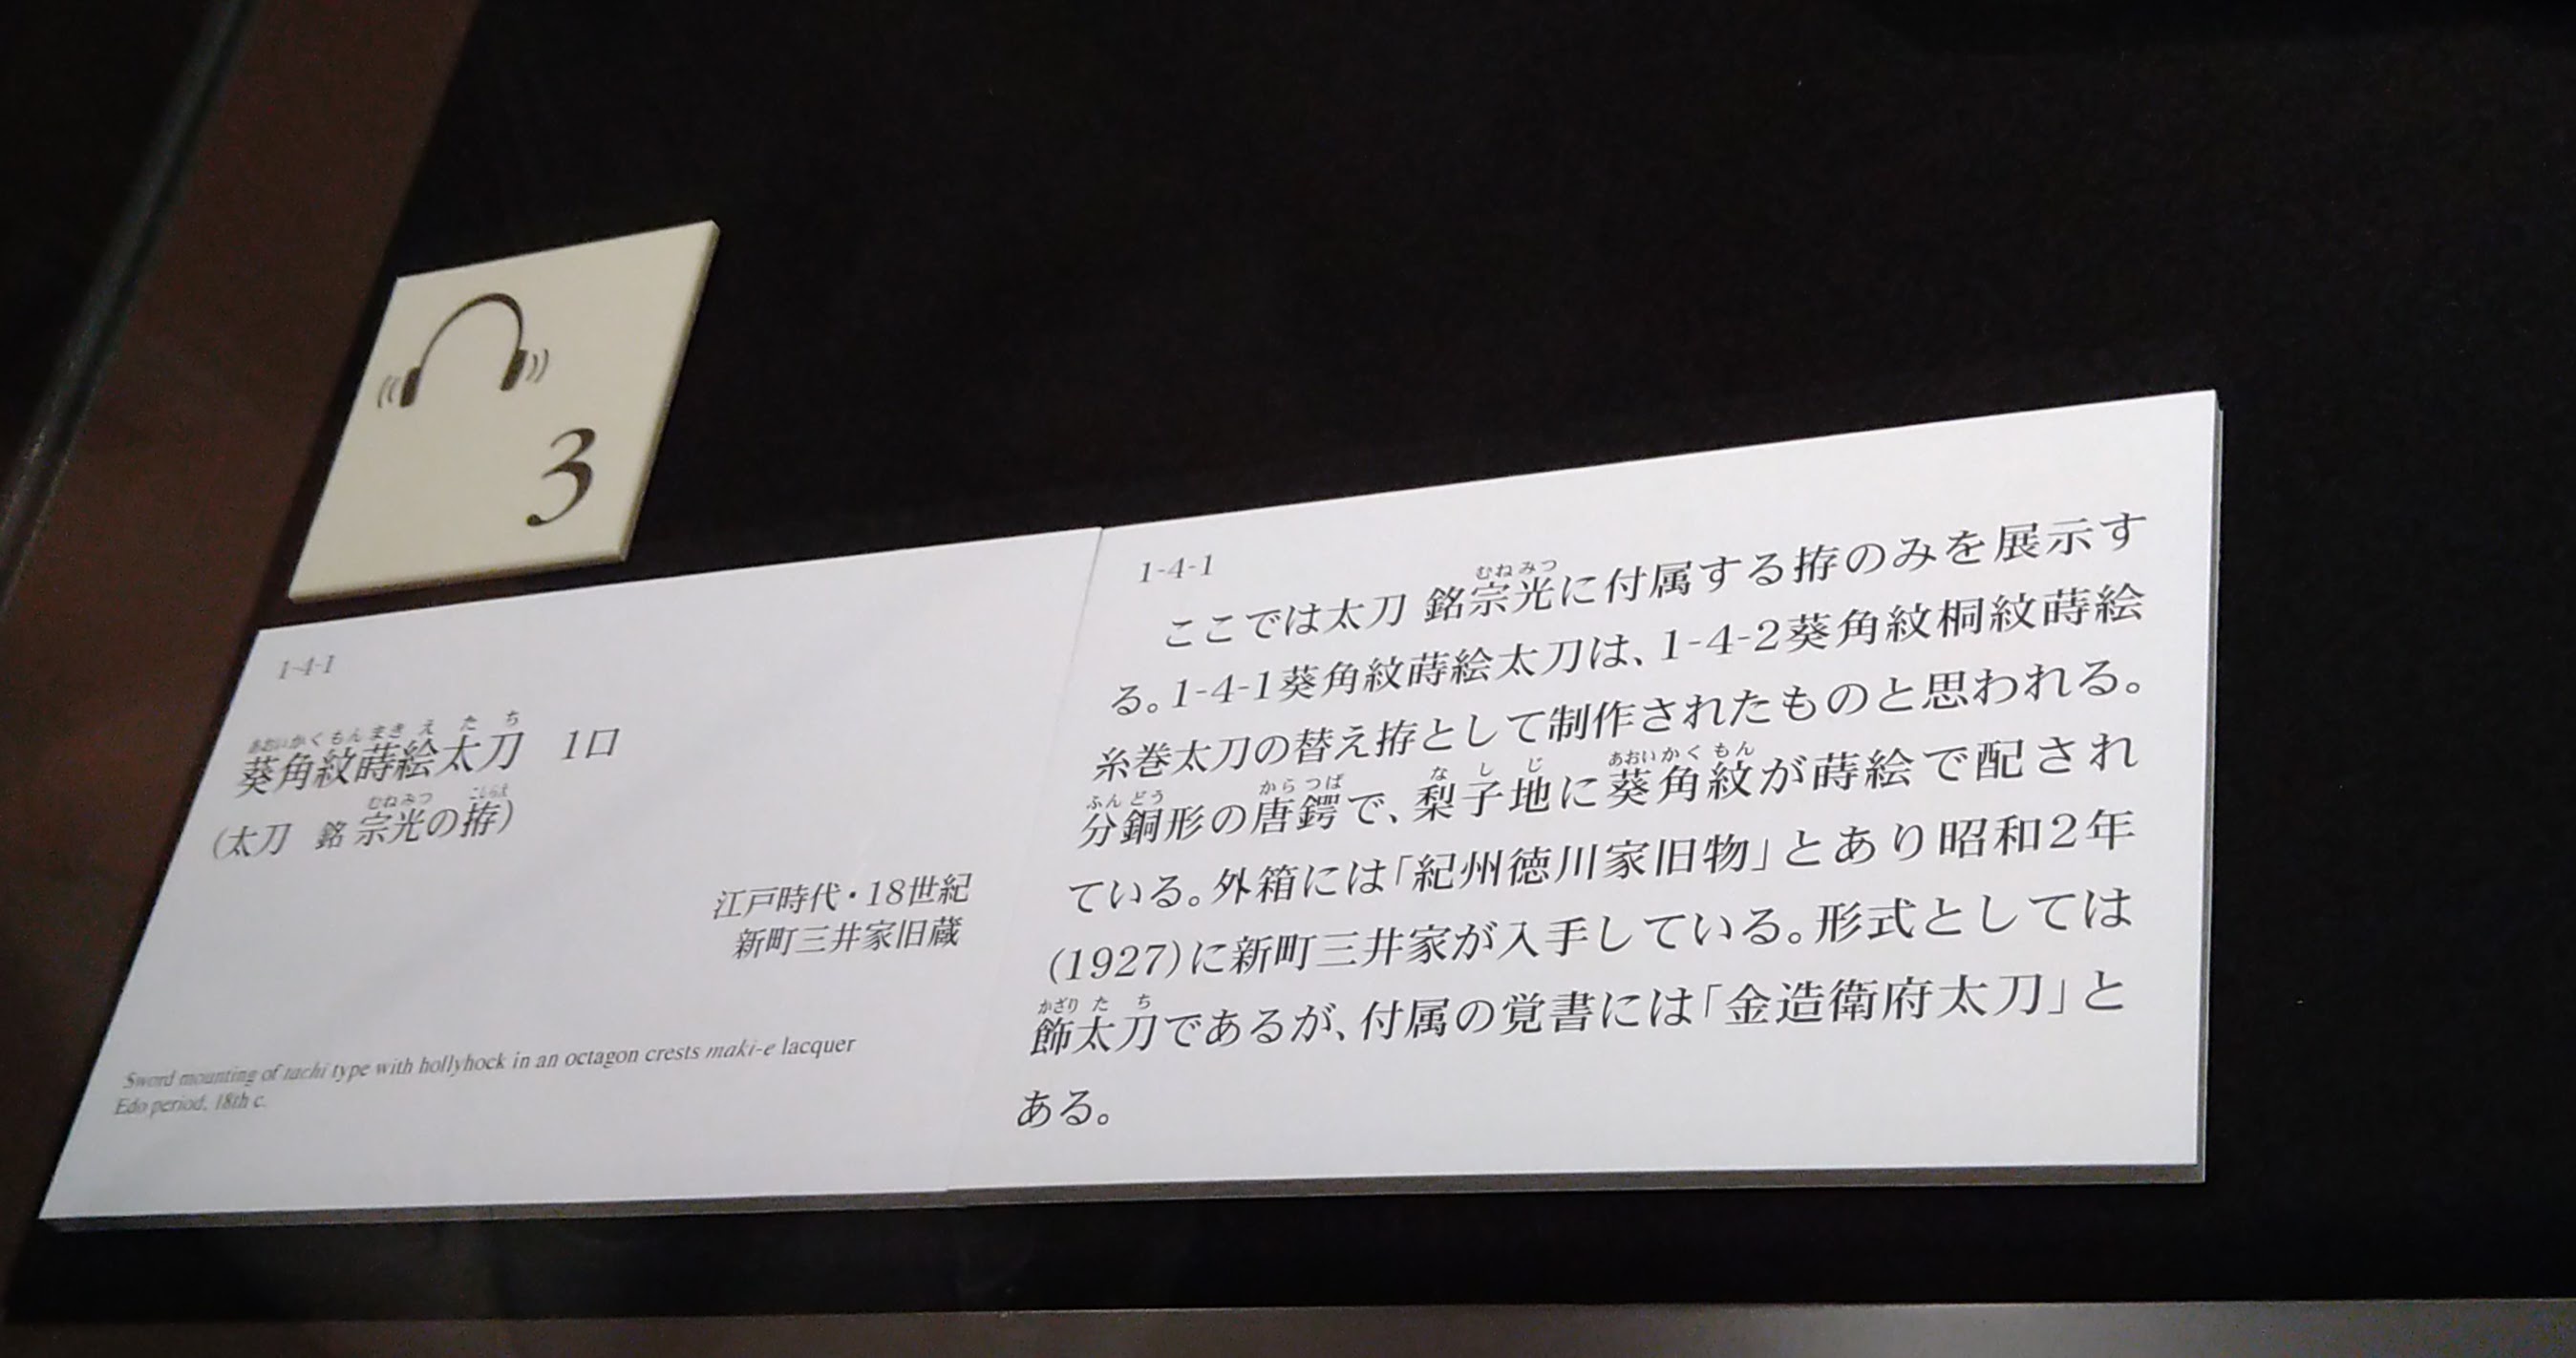 3
1-4-1
葵角紋蒔絵太刀 1口
(太刀 銘 宗光の拵)
江戸時代・18世紀
新町三井家旧蔵
Sword mounting of tachi type with hollyhock in an octagon crests maki-e lacquer
Edo period, 18th c.
1-4-1
ここでは太刀 銘宗光に付属する拵のみを展示す
る。1-4-1葵角紋蒔絵太刀は、1-4-2葵角紋桐紋蒔絵
糸巻太刀の替え拵として制作されたものと思われる。
分銅形の唐鍔で、梨子地に葵角紋が蒔絵で配され
ている。外箱には「紀州徳川家旧物」とあり昭和2年
(1927)に新町三井家が入手している。形式としては
飾太刀であるが、付属の覚書には「金造衛府太刀」と
ある。